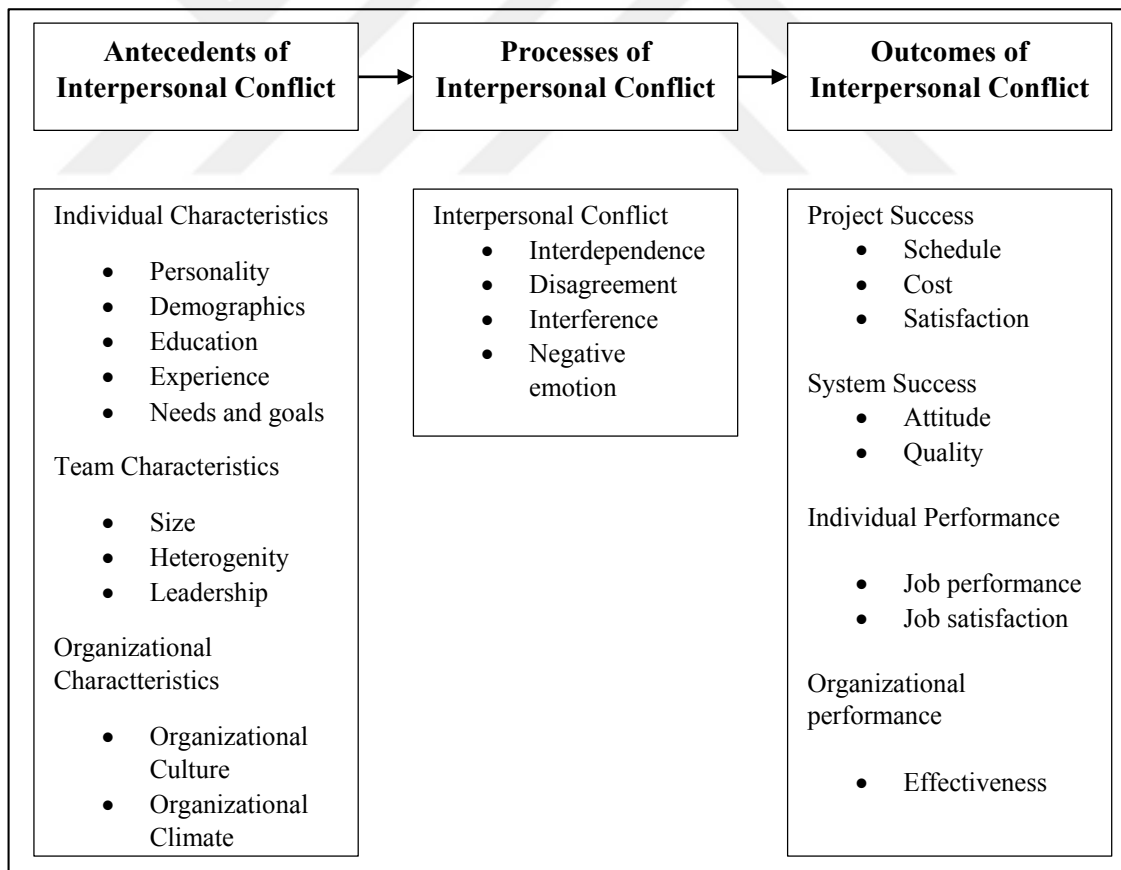 Antecedents of
Interpersonal Conflict
Processes of
Interpersonal Conflict
Outcomes of
Interpersonal Conflict
Individual Characteristics
• Personality
• Demographics
• Education
• Experience
• Needs and goals
Team Characteristics
• Size
• Heterogenity
• Leadership
Organizational
Charactteristics
• Organizational
Culture
• Organizational
Climate
Interpersonal Conflict
• Interdependence
• Disagreement
• Interference
• Negative
emotion
Project Success
• Schedule
• Cost
• Satisfaction
System Success
• Attitude
• Quality
Individual Performance
• Job performance
• Job satisfaction
Organizational
performance
• Effectiveness